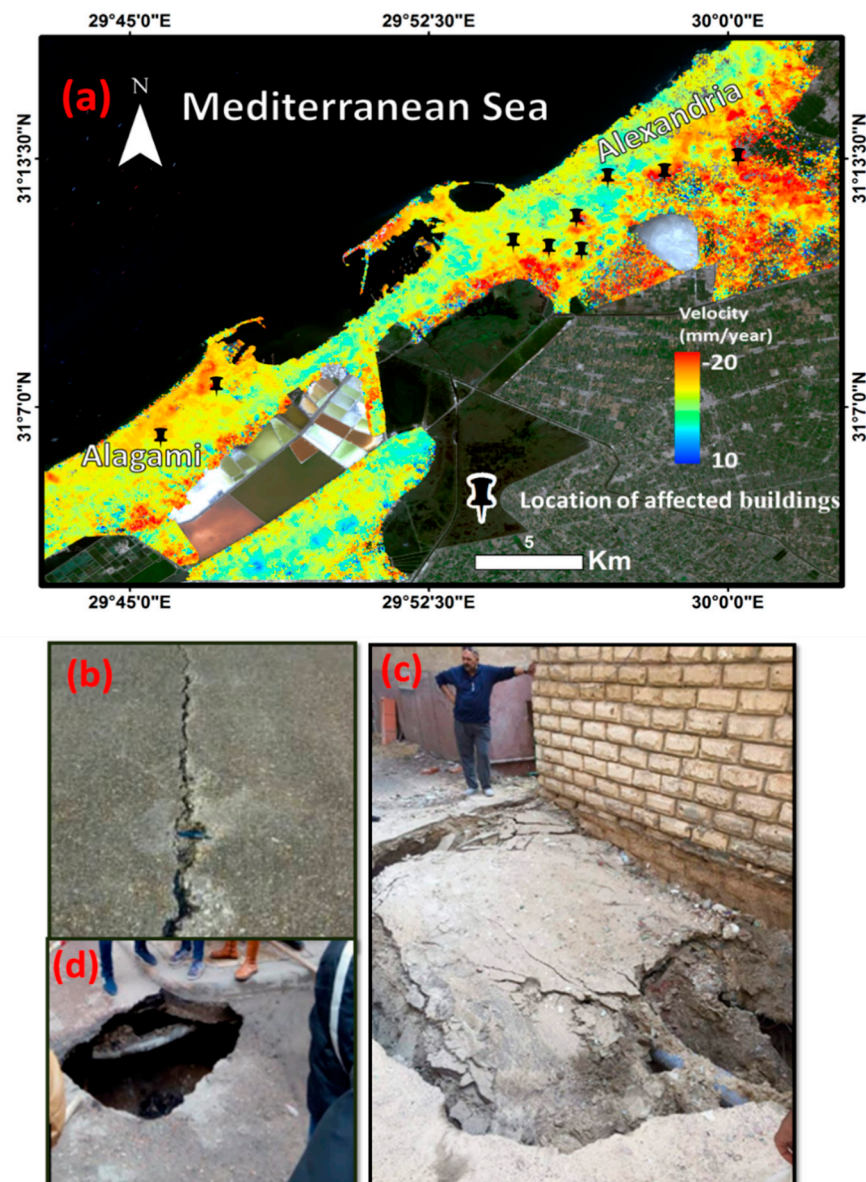 29°45'0"E 29°52'30"E 30°0'0"E
(a)
N
Mediterranean Sea
Alexandria
31°13'30"N 31°13'30"N
Velocity
(mm/year)
-20
10
31°7'0"N 31°7'0"N
Alagami
Location of affected buildings
5
Km
29°45'0"E 29°52'30"E 30°0'0"E
(b)
(c)
(d)